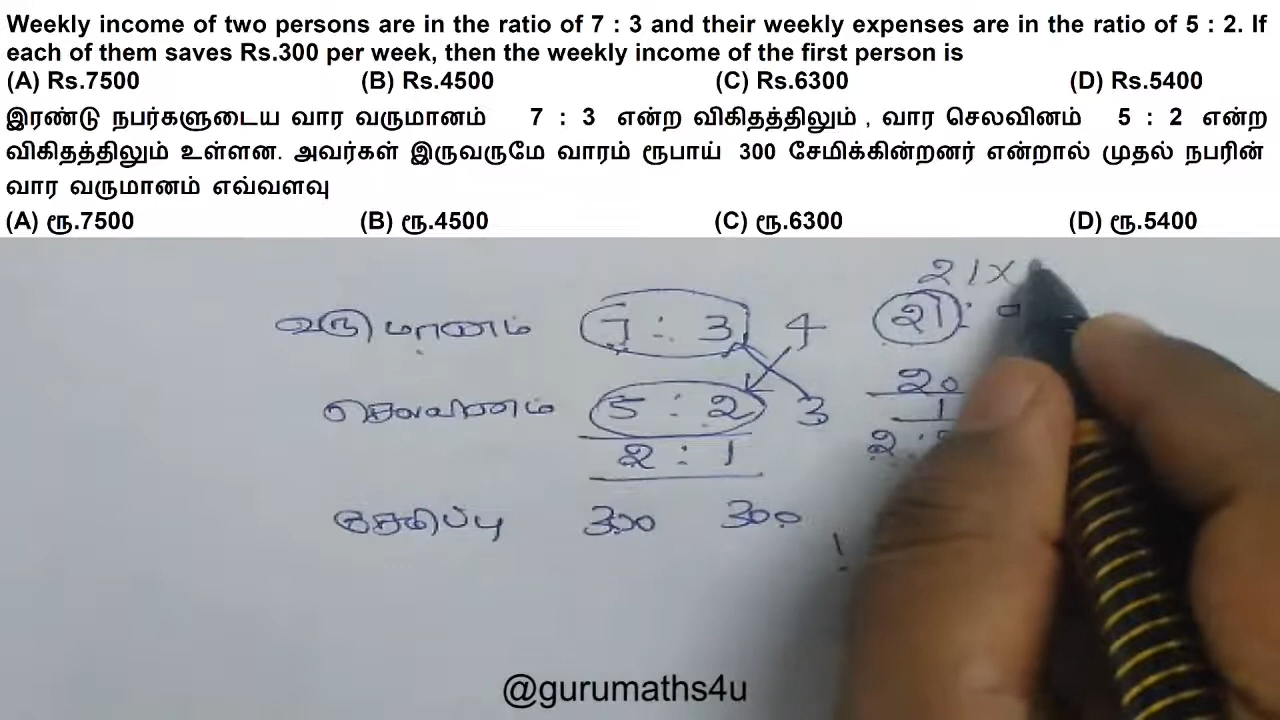 Weekly income of two persons are in the ratio of 7 : 3 and their weekly expenses are in the ratio of 5 : 2. If
each of them saves Rs.300 per week, then the weekly income of the first person is
(A) Rs.7500 (B) Rs.4500 (C) Rs.6300 (D) Rs.5400
இரண்டு நபர்களுடைய வார வருமானம் 7 : 3 என்ற விகிதத்திலும் , வார செலவினம் 5 : 2 என்ற
விகிதத்திலும் உள்ளன. அவர்கள் இருவருமே வாரம் ரூபாய் 300 சேமிக்கின்றனர் என்றால் முதல் நபரின்
வார வருமானம் எவ்வளவு
(A) ரூ.7500 (B) ரூ.4500 (C) ரூ.6300 (D) ரூ.5400
21 x
வருமானம் 7 : 3 4 21 :
செலவினம் 5 : 2 3 20
2 : 1 1
2 :
சேமிப்பு 300 300
@gurumaths4u